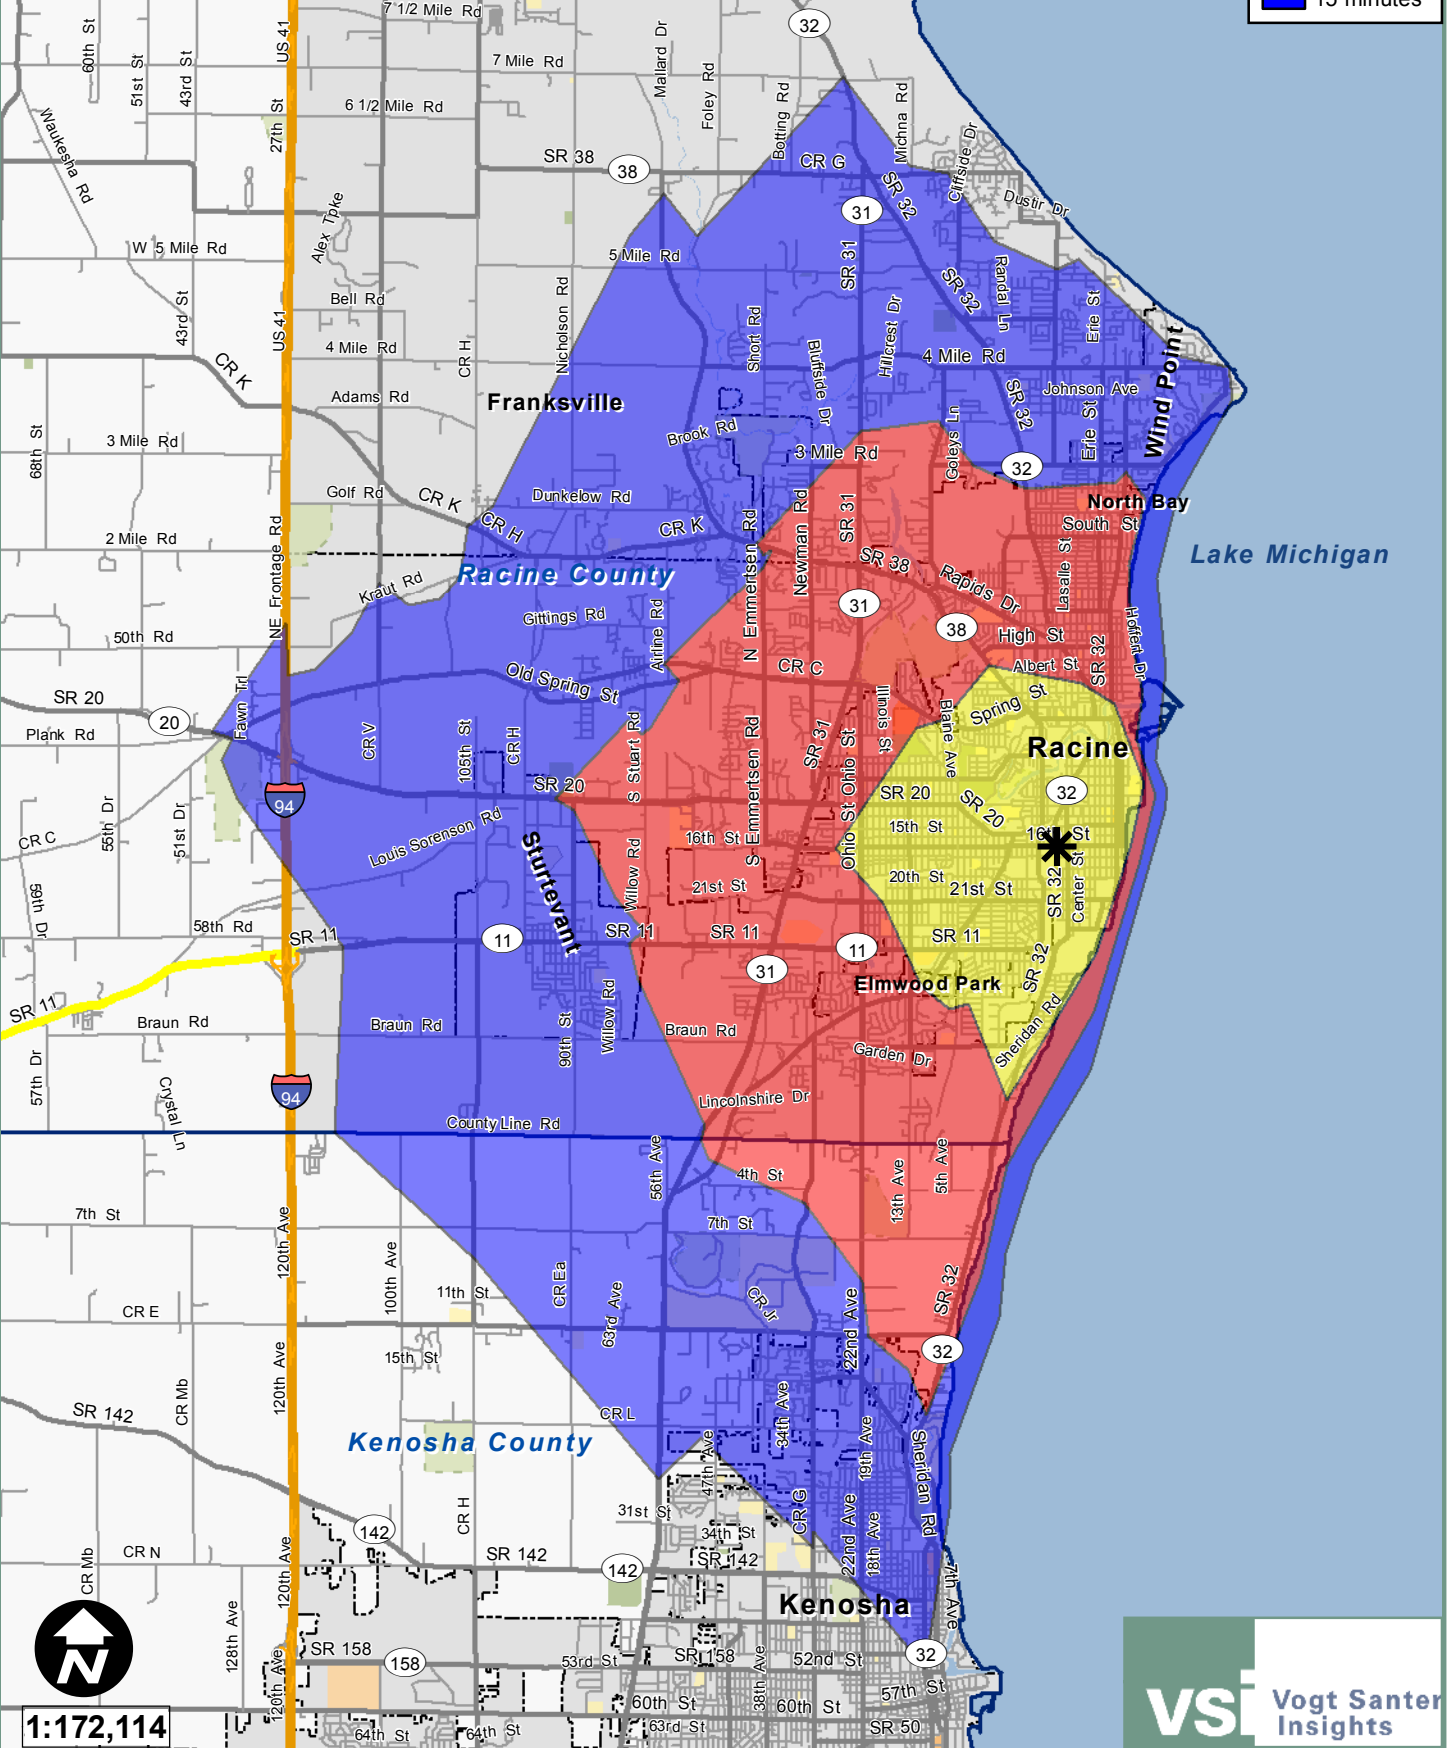 15 minutes
7 1/2 Mile Rd
32
60th St
51st St
43rd St
US 41
7 Mile Rd
Mallard Dr
Foley Rd
Botting Rd
Michna Rd
6 1/2 Mile Rd
27th St
Waukesha Rd
SR 38
38
CR G
SR 32
Cliffside Dr
Dustir Dr
31
Alex Tpke
W 5 Mile Rd
5 Mile Rd
SR 31
SR 32
Randal Ln
Erie St
43rd St
Bell Rd
Nicholson Rd
US 41
4 Mile Rd
CR H
Short Rd
Bluffside Dr
Hillcrest Dr
4 Mile Rd
CR K
Adams Rd
Franksville
SR 32
Johnson Ave
Wind Point
68th St
3 Mile Rd
Brook Rd
3 Mile Rd
Goleys Ln
Erie St
32
Golf Rd
CR K
Dunkelow Rd
North Bay
CR H
CR K
N Emmertsen Rd
Newman Rd
SR 31
South St
2 Mile Rd
NE Frontage Rd
Racine County
Lake Michigan
SR 38
Rapids Dr
Lasalle St
Kraut Rd
Gittings Rd
Airline Rd
31
38
High St
Hoffert Dr
50th Rd
Old Spring St
CR C
Albert St
SR 32
SR 20
20
Fawn Trl
Illinois St
Blaine Ave
Spring St
Plank Rd
CR V
105th St
CR H
S Stuart Rd
S Emmertsen Rd
SR 31
Ohio St
Ohio St
Racine
94
SR 20
SR 20
SR 20
32
CR C
55th Dr
51st Dr
Louis Sorenson Rd
16th St
15th St
16th St
Sturtevant
Willow Rd
21st St
20th St
21st St
SR 32
Center St
59th Dr
58th Rd
SR 11
11
SR 11
SR 11
11
SR 11
31
SR 32
Elmwood Park
SR 11
Braun Rd
Braun Rd
90th St
Willow Rd
Braun Rd
Garden Dr
Sheridan Rd
57th Dr
Crystal Ln
94
Lincolnshire Dr
County Line Rd
56th Ave
4th St
13th Ave
5th Ave
7th St
7th St
120th Ave
100th Ave
11th St
CR Ea
63rd Ave
CR Jr
22nd Ave
SR 32
CR E
15th St
32
CR Mb
120th Ave
SR 142
CR L
34th Ave
19th Ave
Sheridan Rd
Kenosha County
47th Ave
CR H
31st St
CR G
22nd Ave
18th Ave
142
34th St
CR N
CR Mb
120th Ave
SR 142
142
SR 142
7th Ave
Kenosha
128th Ave
N
SR 158
158
53rd St
SR 158
38th Ave
52nd St
32
120th Ave
60th St
60th St
57th St
1:172,114
64th St
64th St
63rd St
SR 50
vsi
Vogt Santer
Insights